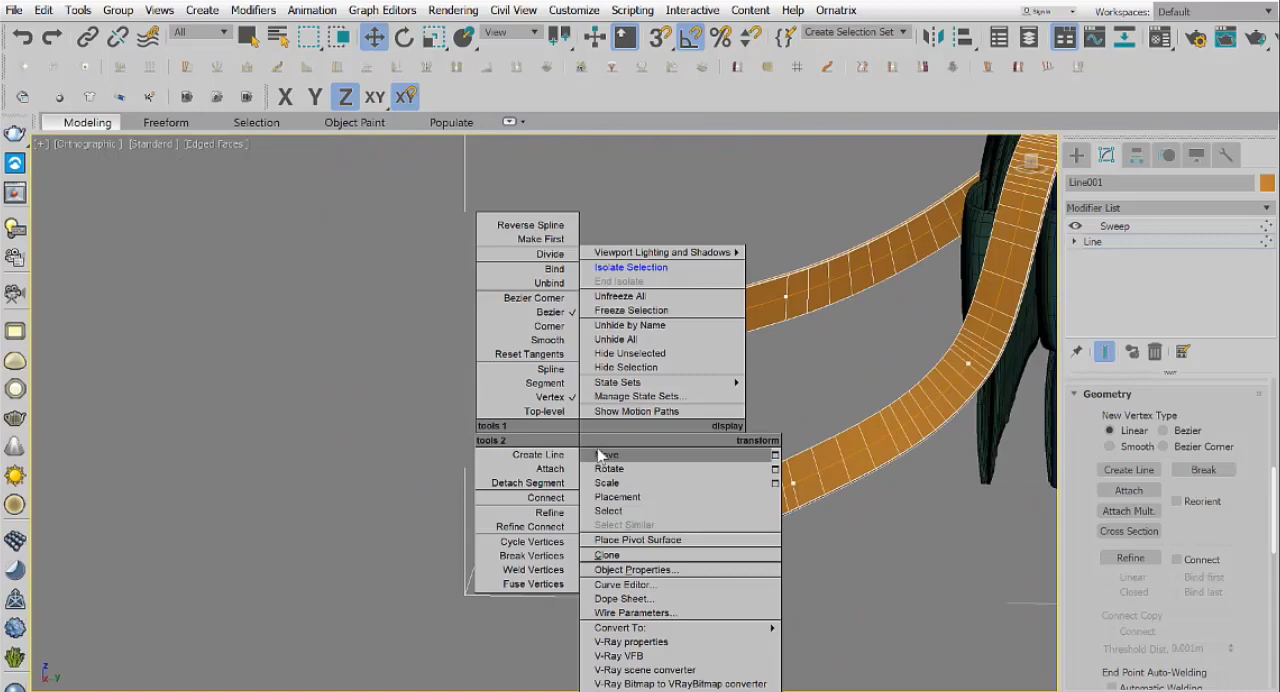 File Edit Tools Group Views Create Modifiers Animation Graph Editors Rendering Civil View Customize Scripting Interactive Content Help Ornatrix Sign In Workspaces: Default
All View Create Selection Set
X Y Z XY XY
Modeling Freeform Selection Object Paint Populate
[+] [Orthographic] [Standard] [Edged Faces]
Reverse Spline
Make First
Divide
Bind
Unbind
Bezier Corner
Bezier ✓
Corner
Smooth
Reset Tangents
Spline
Segment
Vertex ✓
Top-level
tools 1
Viewport Lighting and Shadows
Isolate Selection
End Isolate
Unfreeze All
Freeze Selection
Unhide by Name
Unhide All
Hide Unselected
Hide Selection
State Sets
Manage State Sets...
Show Motion Paths
display
tools 2
Create Line
Attach
Detach Segment
Connect
Refine
Refine Connect
Cycle Vertices
Break Vertices
Weld Vertices
Fuse Vertices
transform
Move
Rotate
Scale
Placement
Select
Select Similar
Place Pivot Surface
Clone
Object Properties...
Curve Editor...
Dope Sheet...
Wire Parameters...
Convert To:
V-Ray properties
V-Ray VFB
V-Ray scene converter
V-Ray Bitmap to VRayBitmap converter
Line001
Modifier List
Sweep
Line
Geometry
New Vertex Type
Linear Bezier
Smooth Bezier Corner
Create Line Break
Attach
Attach Mult.
Reorient
Cross Section
Refine Connect
Linear Bind first
Closed Bind last
Connect Copy
Connect
Threshold Dist. 0.001m
End Point Auto-Welding
Automatic Welding
z
x y